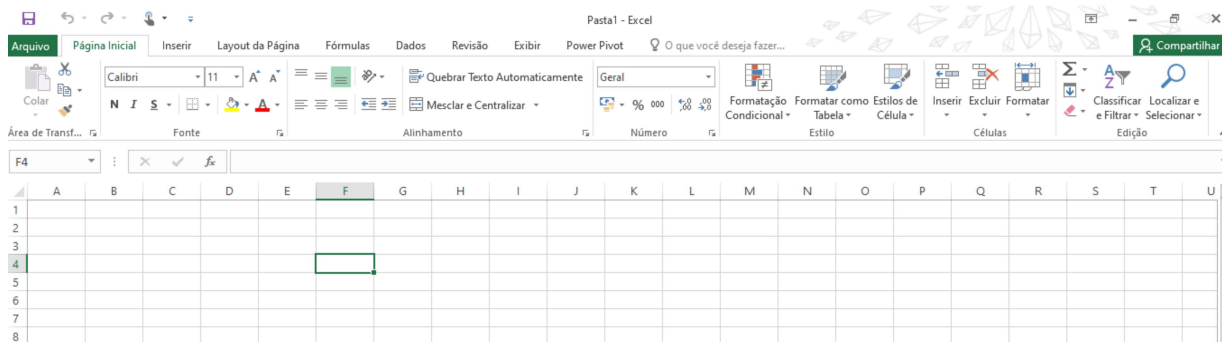 Pasta1 - Excel
Arquivo Página Inicial Inserir Layout da Página Fórmulas Dados Revisão Exibir Power Pivot O que você deseja fazer... Compartilhar
Colar Calibri 11 A A Quebrar Texto Automaticamente Geral
N I S A Mesclar e Centralizar % 000 ,00 ,00
Formatação Condicional Formatar como Tabela Estilos de Célula Inserir Excluir Formatar Classificar e Filtrar Localizar e Selecionar
Área de Transf... Fonte Alinhamento Número Estilo Células Edição
F4 fx
A B C D E F G H I J K L M N O P Q R S T U
1
2
3
4
5
6
7
8